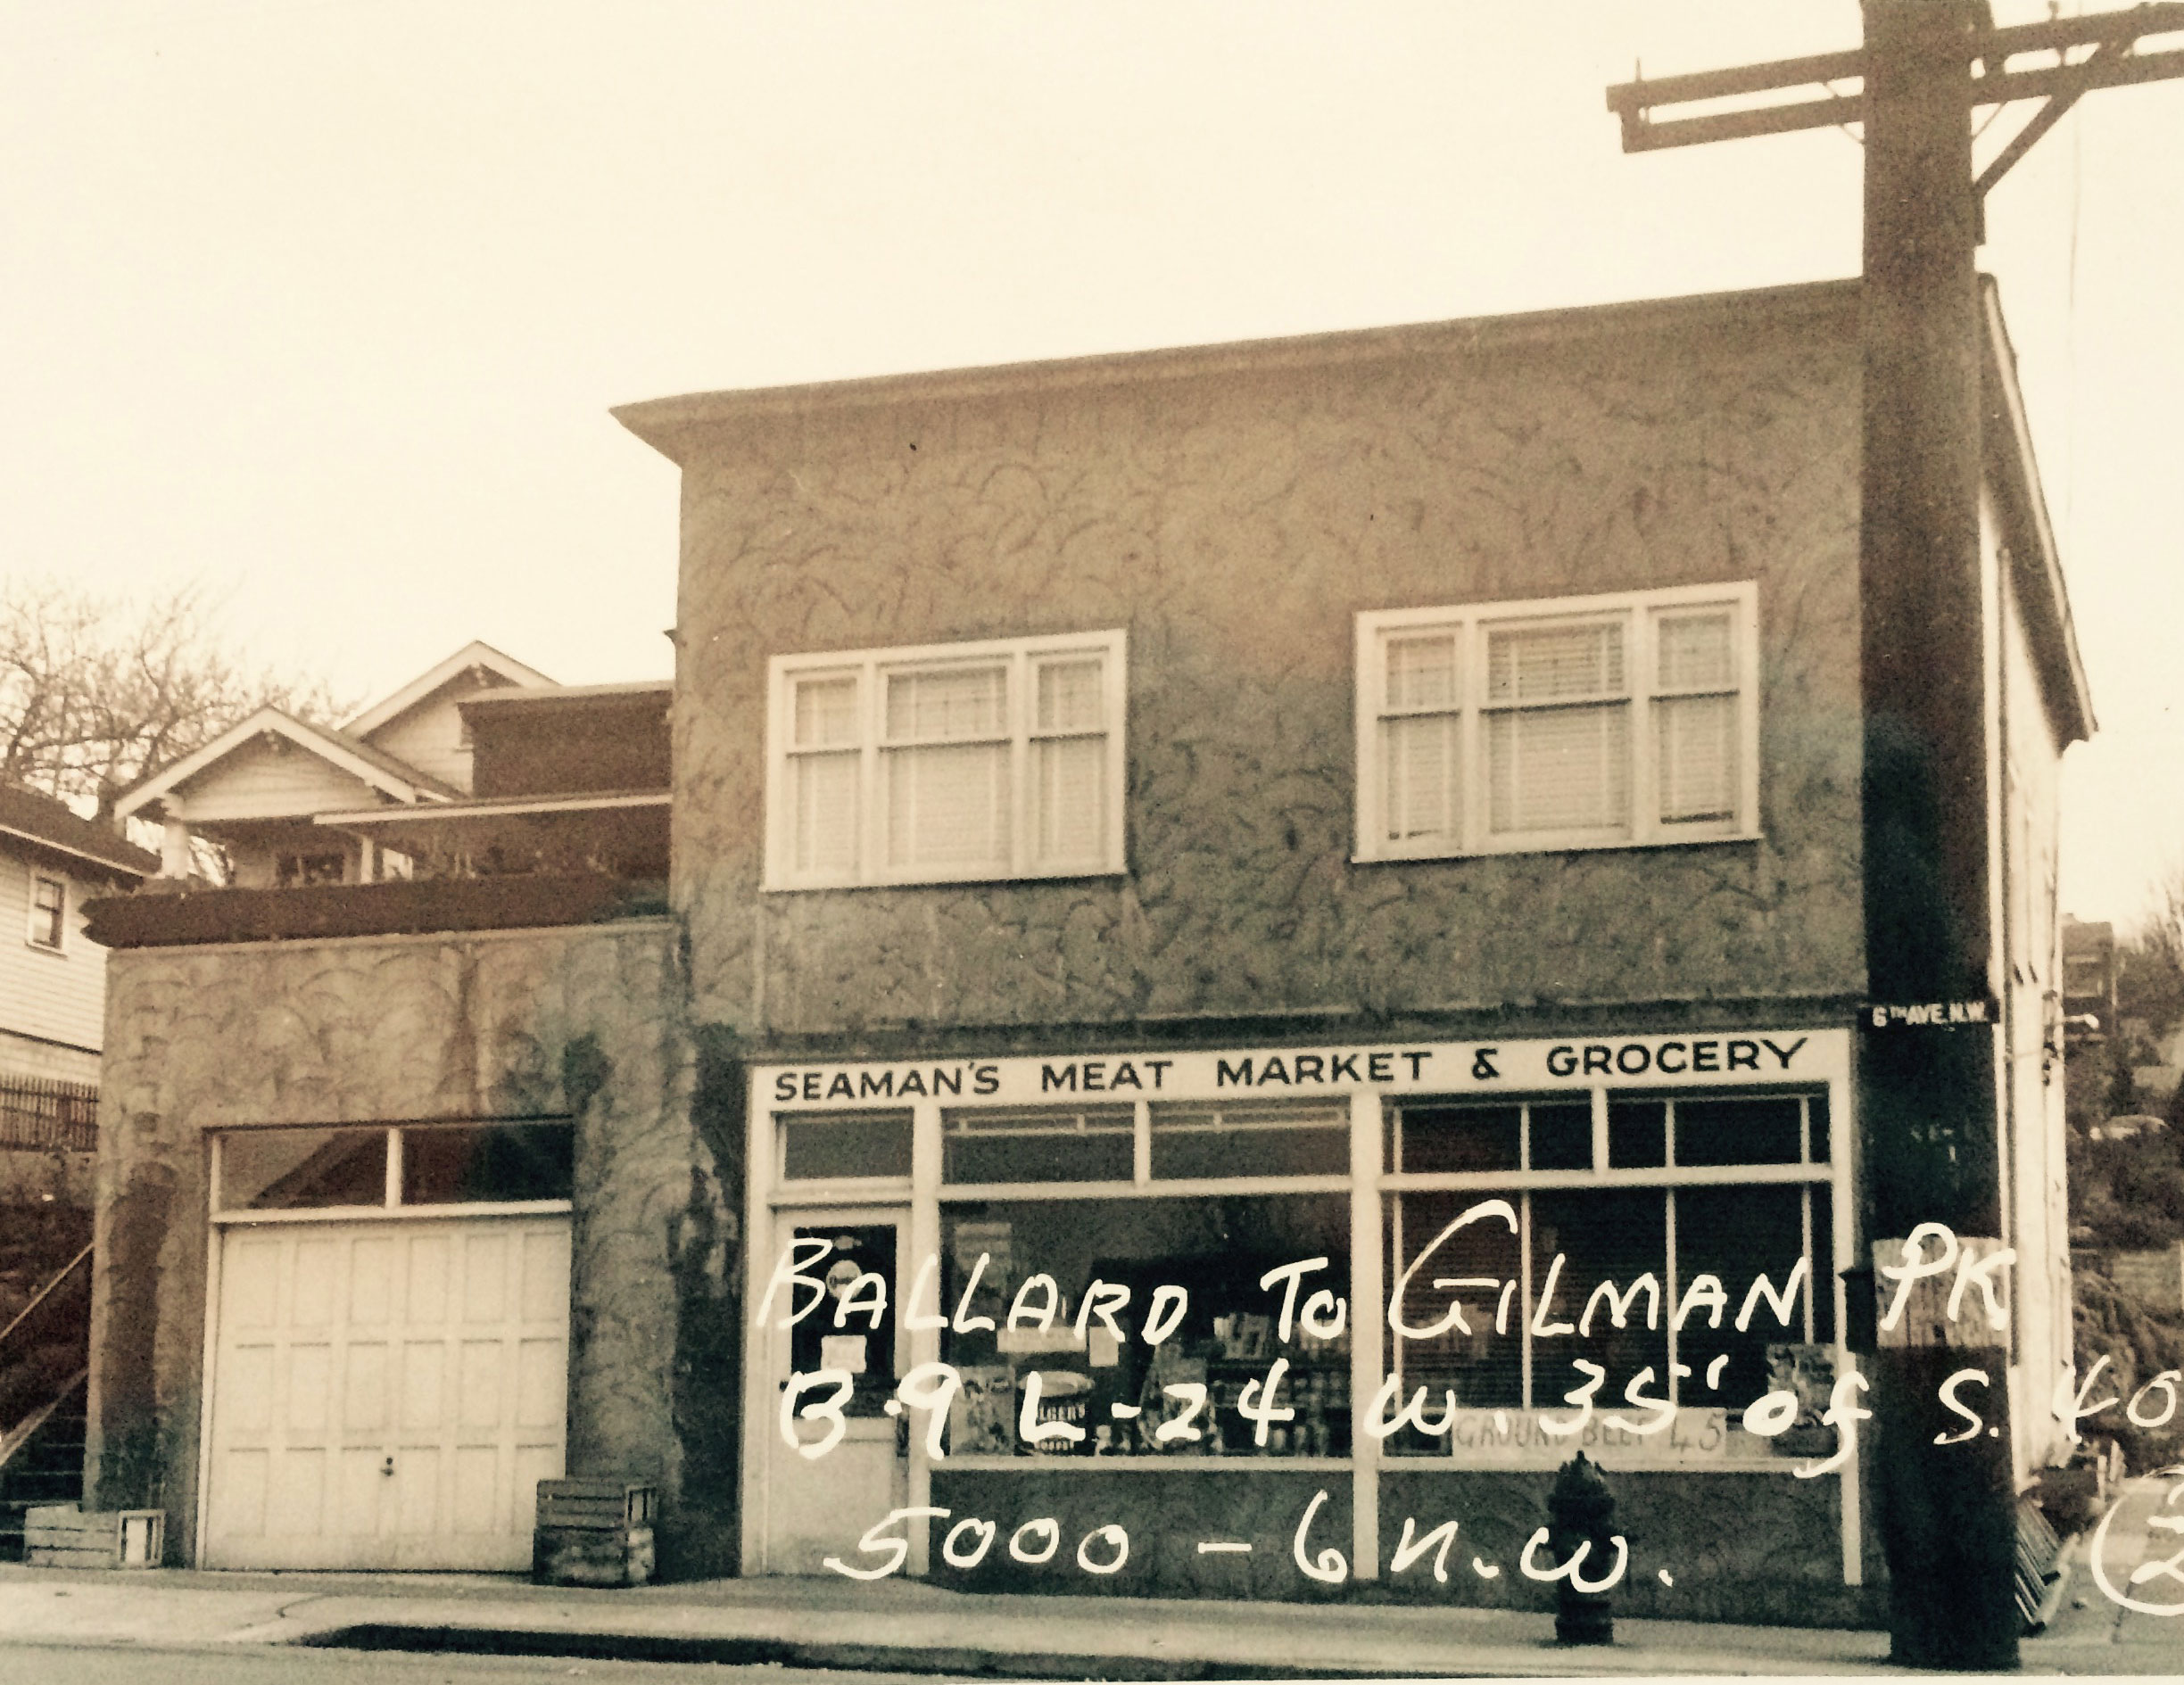 6TH AVE. N.W.
SEAMAN'S MEAT MARKET & GROCERY
BALLARD TO GILMAN PK
B-9 L-24 W. 35' of S. 40
GROUND BEEF 45
5000 - 6 N.W.